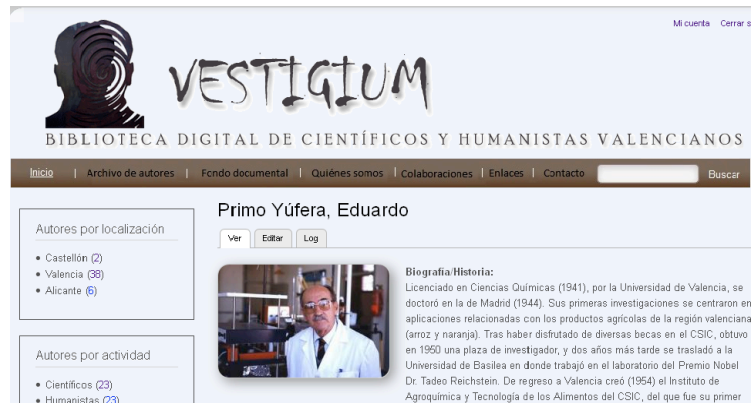 Mi cuenta Cerrar s
VESTIGIUM
BIBLIOTECA DIGITAL DE CIENTÍFICOS Y HUMANISTAS VALENCIANOS
Inicio | Archivo de autores | Fondo documental | Quiénes somos | Colaboraciones | Enlaces | Contacto Buscar
Primo Yúfera, Eduardo
Ver Editar Log
Autores por localización
• Castellón (2)
• Valencia (38)
• Alicante (6)
Autores por actividad
• Científicos (23)
• Humanistas (23)
Biografía/Historia:
Licenciado en Ciencias Químicas (1941), por la Universidad de Valencia, se
doctoró en la de Madrid (1944). Sus primeras investigaciones se centraron en
aplicaciones relacionadas con los productos agrícolas de la región valenciana
(arroz y naranja). Tras haber disfrutado de diversas becas en el CSIC, obtuvo
en 1950 una plaza de investigador, y dos años más tarde se trasladó a la
Universidad de Basilea en donde trabajó en el laboratorio del Premio Nobel
Dr. Tadeo Reichstein. De regreso a Valencia creó (1954) el Instituto de
Agroquímica y Tecnología de los Alimentos del CSIC, del que fue su primer